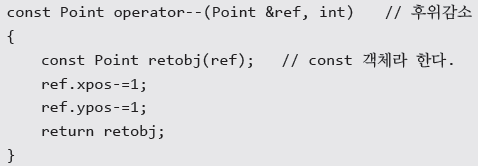 const Point operator--(Point &ref, int)   // 후위감소
{
    const Point retobj(ref);   // const 객체라 한다.
    ref.xpos-=1;
    ref.ypos-=1;
    return retobj;
}